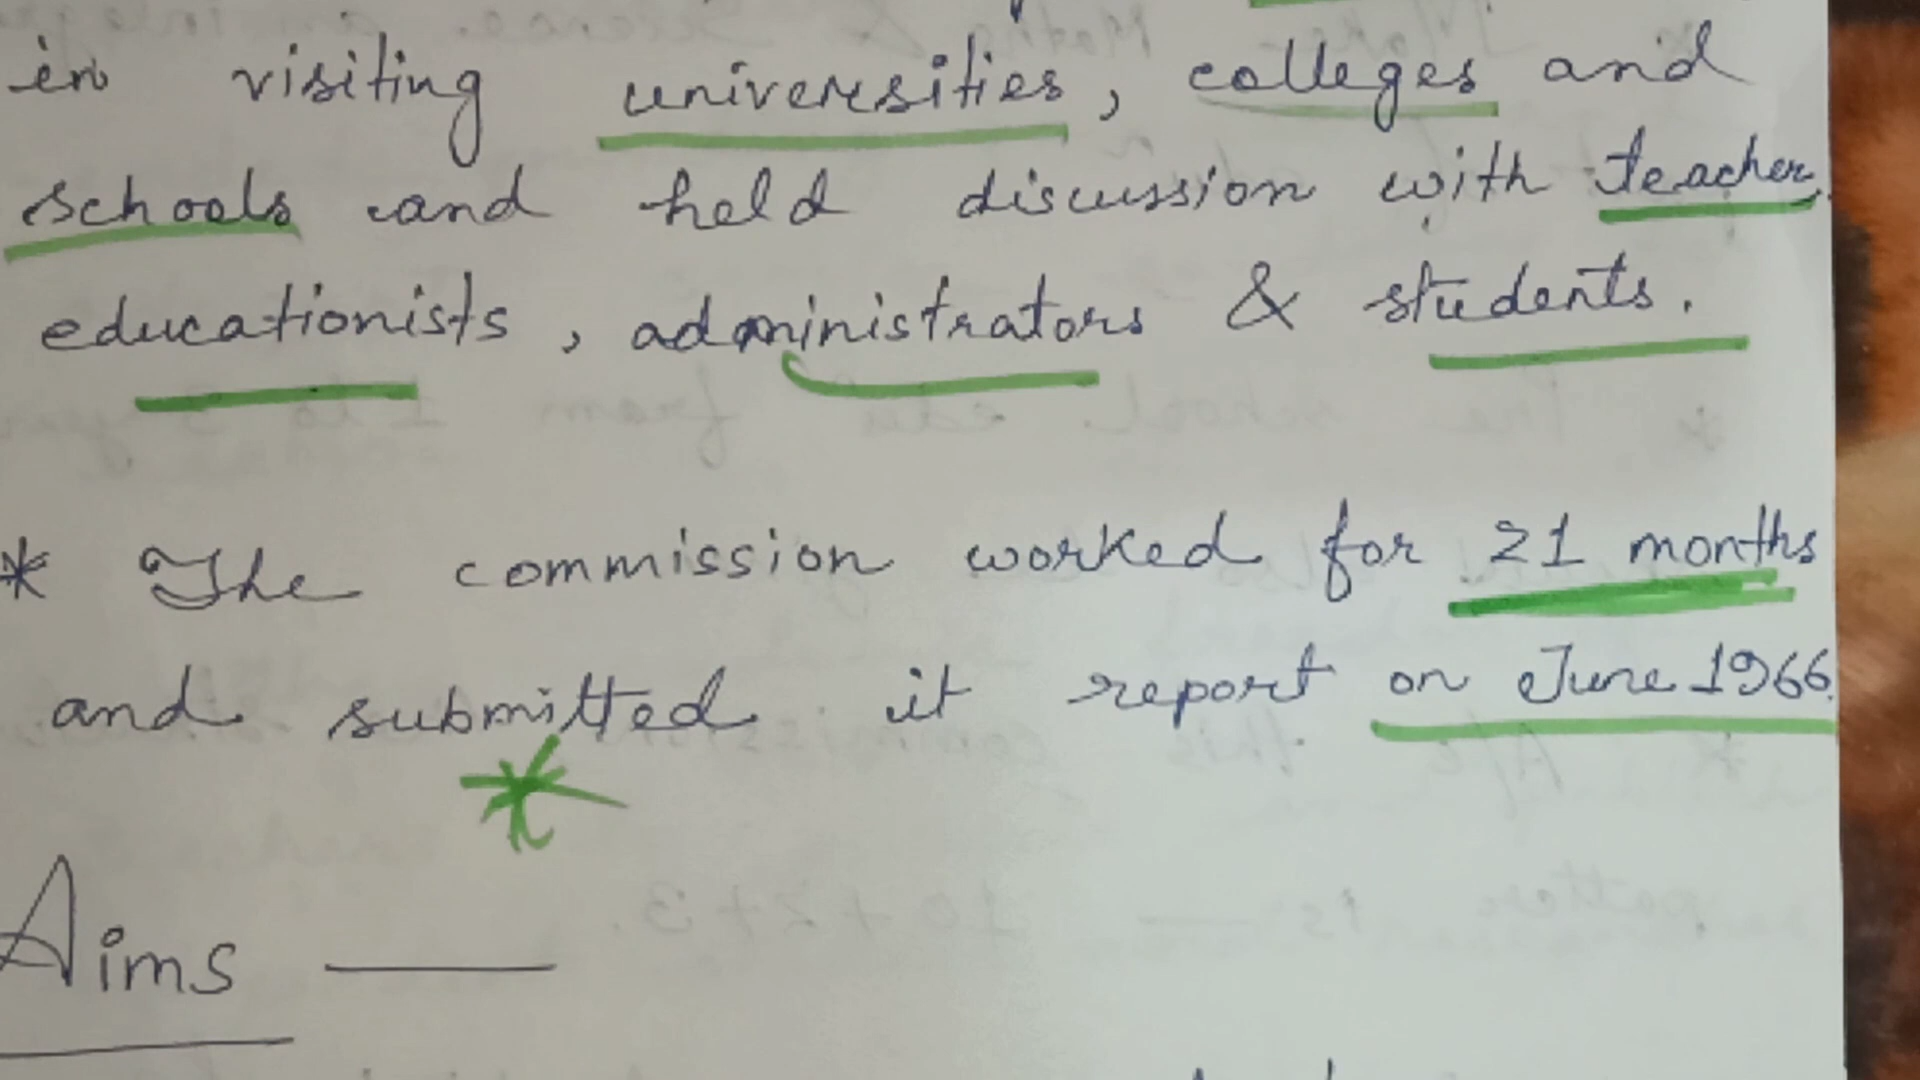 in visiting universities, colleges and
schools and held discussion with teacher,
educationists, administrators & students.
* The commission worked for 21 months
and submitted it report on June 1966.
Aims —